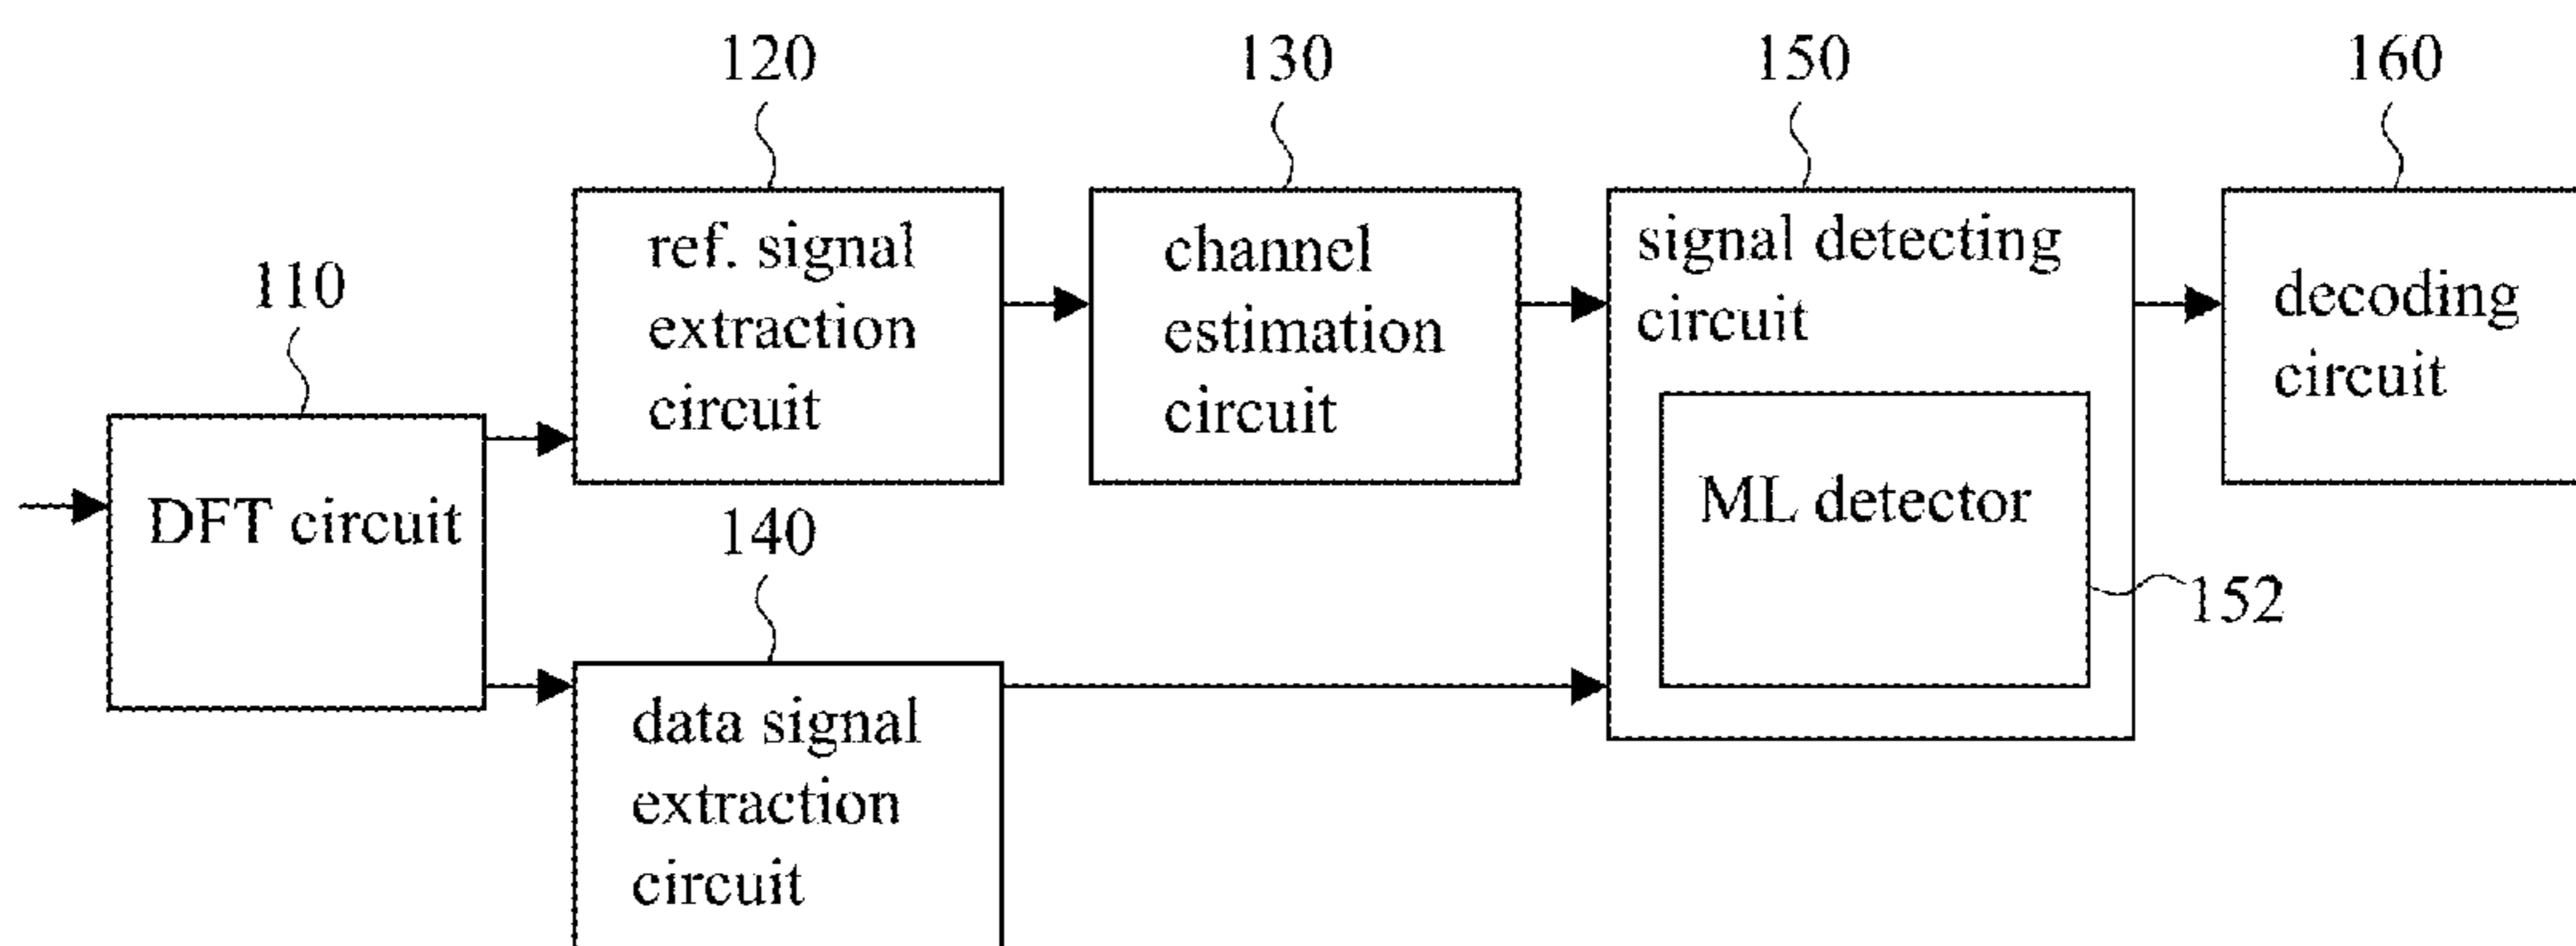 120
130
150
160
110
ref. signal
extraction
circuit
channel
estimation
circuit
signal detecting
circuit
decoding
circuit
DFT circuit
ML detector
140
152
data signal
extraction
circuit